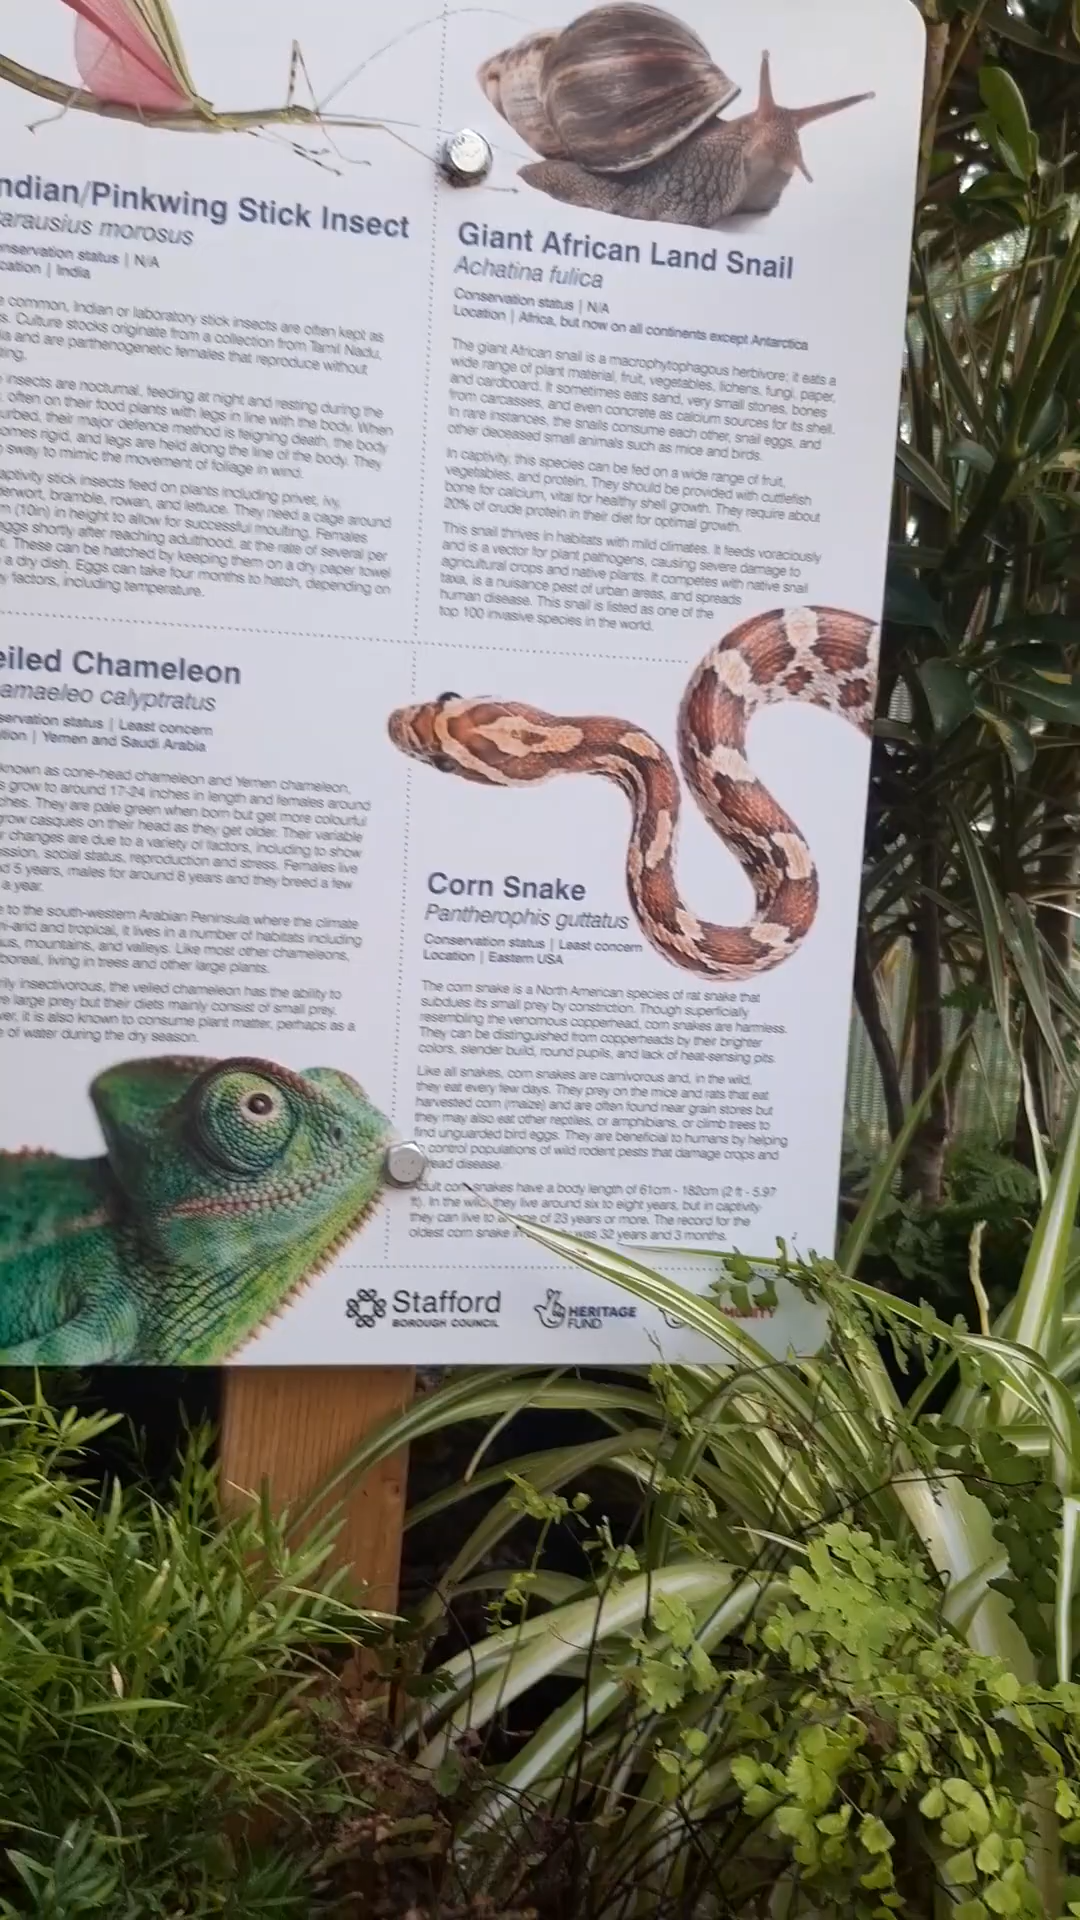 ndian/Pinkwing Stick Insect
arausius morosus
nservation status | N/A
cation | India
common, Indian or laboratory stick insects are often kept as
s. Culture stocks originate from a collection from Tamil Nadu,
ia and are parthenogenetic females that reproduce without
ting.
insects are nocturnal, feeding at night and resting during the
often on their food plants with legs in line with the body. When
urbed, their major defence method is feigning death, the body
omes rigid, and legs are held along the line of the body. They
sway to mimic the movement of foliage in wind.
aptivity stick insects feed on plants including privet, ivy,
erwort, bramble, rowan, and lettuce. They need a cage around
m (10in) in height to allow for successful moulting. Females
eggs shortly after reaching adulthood, at the rate of several per
t. These can be hatched by keeping them on a dry paper towel
a dry dish. Eggs can take four months to hatch, depending on
y factors, including temperature.
Giant African Land Snail
Achatina fulica
Conservation status | N/A
Location | Africa, but now on all continents except Antarctica
The giant African snail is a macrophytophagous herbivore; it eats a
wide range of plant material, fruit, vegetables, lichens, fungi, paper,
and cardboard. It sometimes eats sand, very small stones, bones
from carcasses, and even concrete as calcium sources for its shell.
In rare instances, the snails consume each other, snail eggs, and
other deceased small animals such as mice and birds.
In captivity, this species can be fed on a wide range of fruit,
vegetables, and protein. They should be provided with cuttlefish
bone for calcium, vital for healthy shell growth. They require about
20% of crude protein in their diet for optimal growth.
This snail thrives in habitats with mild climates. It feeds voraciously
and is a vector for plant pathogens, causing severe damage to
agricultural crops and native plants. It competes with native snail
taxa, is a nuisance pest of urban areas, and spreads
human disease. This snail is listed as one of the
top 100 invasive species in the world.
eiled Chameleon
amaeleo calyptratus
servation status | Least concern
tion | Yemen and Saudi Arabia
known as cone-head chameleon and Yemen chameleon,
s grow to around 17-24 inches in length and females around
ches. They are pale green when born but get more colourful
row casques on their head as they get older. Their variable
r changes are due to a variety of factors, including to show
ession, social status, reproduction and stress. Females live
d 5 years, males for around 8 years and they breed a few
a year.
e to the south-western Arabian Peninsula where the climate
ni-arid and tropical, it lives in a number of habitats including
us, mountains, and valleys. Like most other chameleons,
boreal, living in trees and other large plants.
rily insectivorous, the veiled chameleon has the ability to
e large prey but their diets mainly consist of small prey.
ver, it is also known to consume plant matter, perhaps as a
e of water during the dry season.
Corn Snake
Pantherophis guttatus
Conservation status | Least concern
Location | Eastern USA
The corn snake is a North American species of rat snake that
subdues its small prey by constriction. Though superficially
resembling the venomous copperhead, corn snakes are harmless.
They can be distinguished from copperheads by their brighter
colors, slender build, round pupils, and lack of heat-sensing pits.
Like all snakes, corn snakes are carnivorous and, in the wild,
they eat every few days. They prey on the mice and rats that eat
harvested corn (maize) and are often found near grain stores but
they may also eat other reptiles, or amphibians, or climb trees to
find unguarded bird eggs. They are beneficial to humans by helping
control populations of wild rodent pests that damage crops and
read disease.
dult corn snakes have a body length of 61cm - 182cm (2 ft - 5.97
ft). In the wild, they live around six to eight years, but in captivity
they can live to an age of 23 years or more. The record for the
oldest corn snake in was 32 years and 3 months.
Stafford
BOROUGH COUNCIL
HERITAGE
FUND